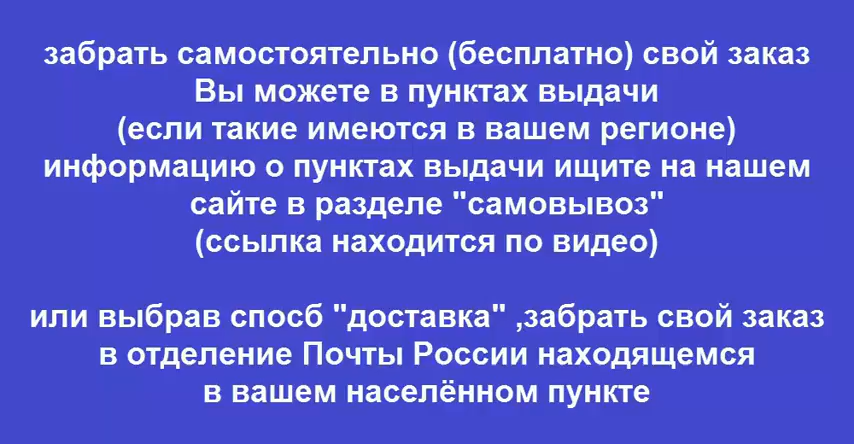 забрать самостоятельно (бесплатно) свой заказ
Вы можете в пунктах выдачи
(если такие имеются в вашем регионе)
информацию о пунктах выдачи ищите на нашем
сайте в разделе "самовывоз"
(ссылка находится по видео)
или выбрав спосб "доставка" ,забрать свой заказ
в отделение Почты России находящемся
в вашем населённом пункте